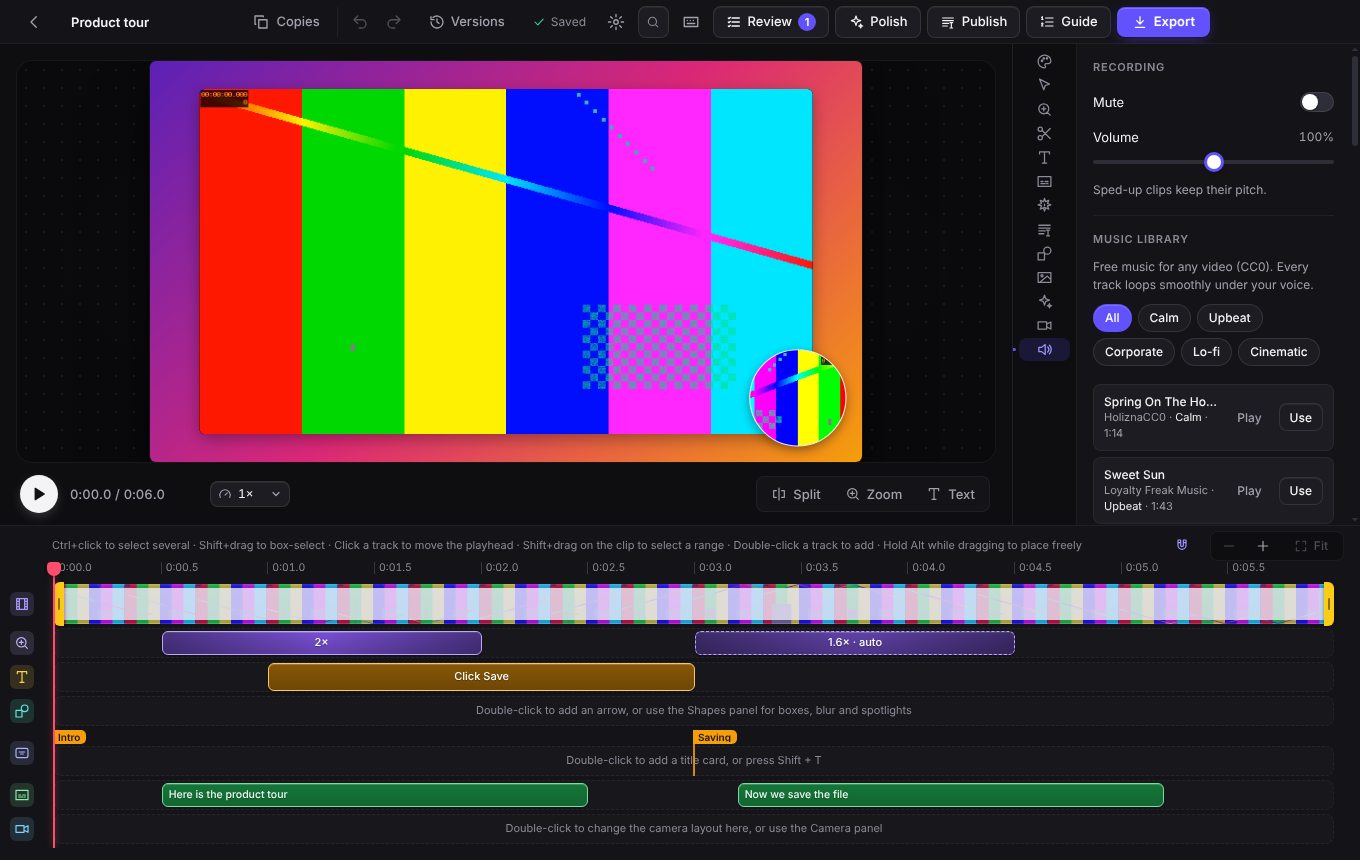 Product tour
Copies
Versions
Saved
Review 1
Polish
Publish
Guide
Export
00:00:00.000
0
RECORDING
Mute
Volume 100%
Sped-up clips keep their pitch.
MUSIC LIBRARY
Free music for any video (CC0). Every
track loops smoothly under your voice.
All Calm Upbeat
Corporate Lo-fi Cinematic
Spring On The Ho...
HoliznaCC0 · Calm ·
1:14
Play Use
Sweet Sun
Loyalty Freak Music ·
Upbeat · 1:43
Play Use
0:00.0 / 0:06.0
1×
Split Zoom Text
Ctrl+click to select several · Shift+drag to box-select · Click a track to move the playhead · Shift+drag on the clip to select a range · Double-click a track to add · Hold Alt while dragging to place freely
Fit
0:00.0 0:00.5 0:01.0 0:01.5 0:02.0 0:02.5 0:03.0 0:03.5 0:04.0 0:04.5 0:05.0 0:05.5
2× 1.6× · auto
Click Save
Double-click to add an arrow, or use the Shapes panel for boxes, blur and spotlights
Intro Saving
Double-click to add a title card, or press Shift + T
Here is the product tour Now we save the file
Double-click to change the camera layout here, or use the Camera panel